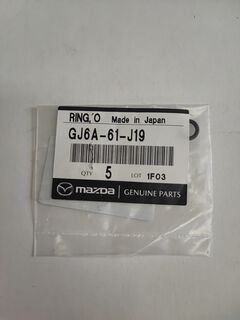 RING,'O' Made in Japan
GJ6A-61-J19
QTY 5 LOT 1F03
mazda GENUINE PARTS